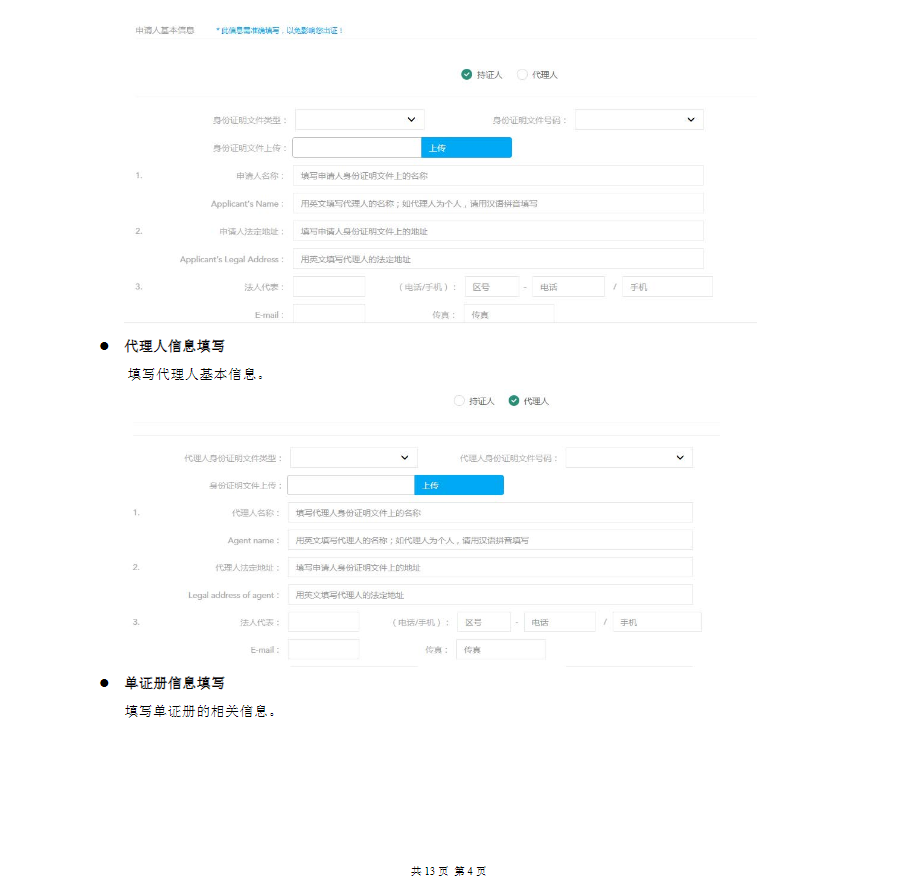 申请人基本信息 * 此信息需准确填写，以免影响您出证！
持证人 代理人
身份证明文件类型： 身份证明文件号码：
身份证明文件上传： 上传
1. 申请人名称： 填写申请人身份证明文件上的名称
Applicant's Name： 用英文填写代理人的名称；如代理人为个人，请用汉语拼音填写
2. 申请人法定地址： 填写申请人身份证明文件上的地址
Applicant's Legal Address： 用英文填写代理人的法定地址
3. 法人代表： （电话/手机）： 区号 - 电话 / 手机
E-mail： 传真： 传真
● 代理人信息填写
填写代理人基本信息。
持证人 代理人
代理人身份证明文件类型： 代理人身份证明文件号码：
身份证明文件上传： 上传
1. 代理人名称： 填写代理人身份证明文件上的名称
Agent name： 用英文填写代理人的名称；如代理人为个人，请用汉语拼音填写
2. 代理人法定地址： 填写申请人身份证明文件上的地址
Legal address of agent： 用英文填写代理人的法定地址
3. 法人代表： （电话/手机）： 区号 - 电话 / 手机
E-mail： 传真： 传真
● 单证册信息填写
填写单证册的相关信息。
共 13 页 第 4 页